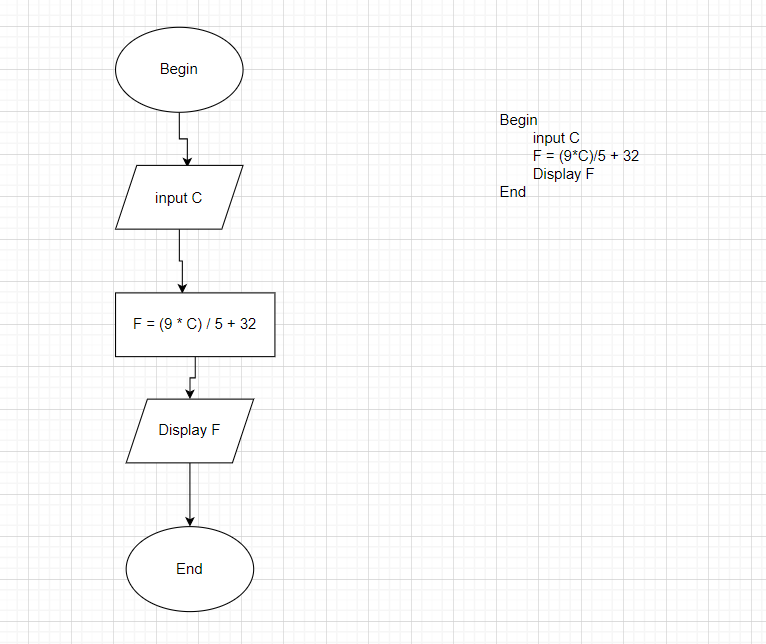 Begin
input C
F = (9 * C) / 5 + 32
Display F
End
Begin
input C
F = (9*C)/5 + 32
Display F
End